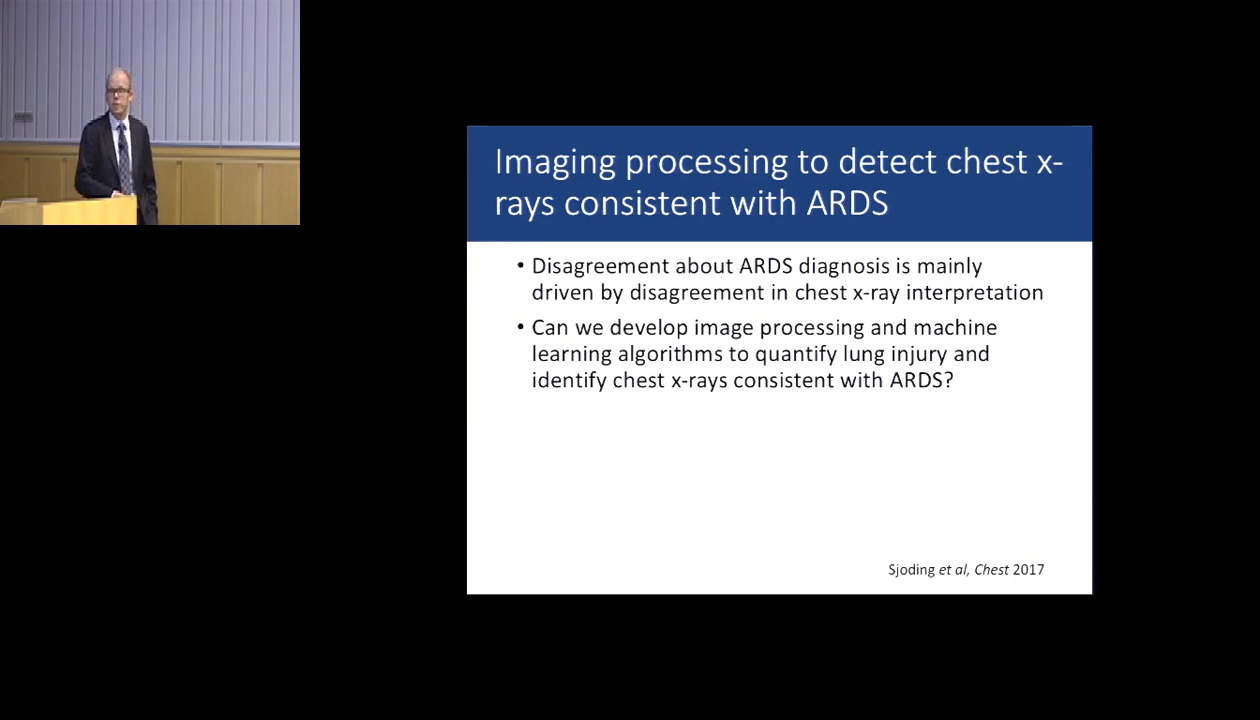 Imaging processing to detect chest x-
rays consistent with ARDS
• Disagreement about ARDS diagnosis is mainly
driven by disagreement in chest x-ray interpretation
• Can we develop image processing and machine
learning algorithms to quantify lung injury and
identify chest x-rays consistent with ARDS?
Sjoding et al, Chest 2017